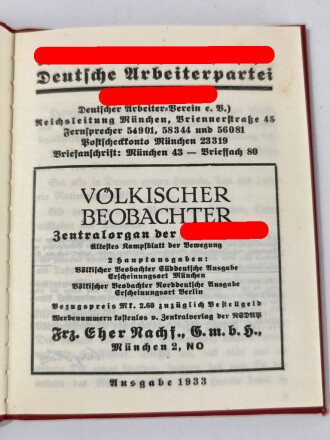 Deutsche Arbeiterpartei
Deutscher Arbeiter-Verein e. V.)
Reichsleitung München, Briennerstraße 45
Fernsprecher 54901, 58344 und 56081
Postscheckkonto München 23319
Briefanschrift: München 43 — Brieffach 80
VÖLKISCHER
BEOBACHTER
Zentralorgan der
Ältestes Kampfblatt der Bewegung
2 Hauptausgaben:
Völkischer Beobachter Süddeutsche Ausgabe
Erscheinungsort München
Völkischer Beobachter Norddeutsche Ausgabe
Erscheinungsort Berlin
Bezugspreis Mk. 2.60 zuzüglich Bestellgeld
Werbenummern kostenlos v. Zentralverlag der NSDAP
Frz. Eher Nachf., G. m. b. H.,
München 2, NO
Ausgabe 1933